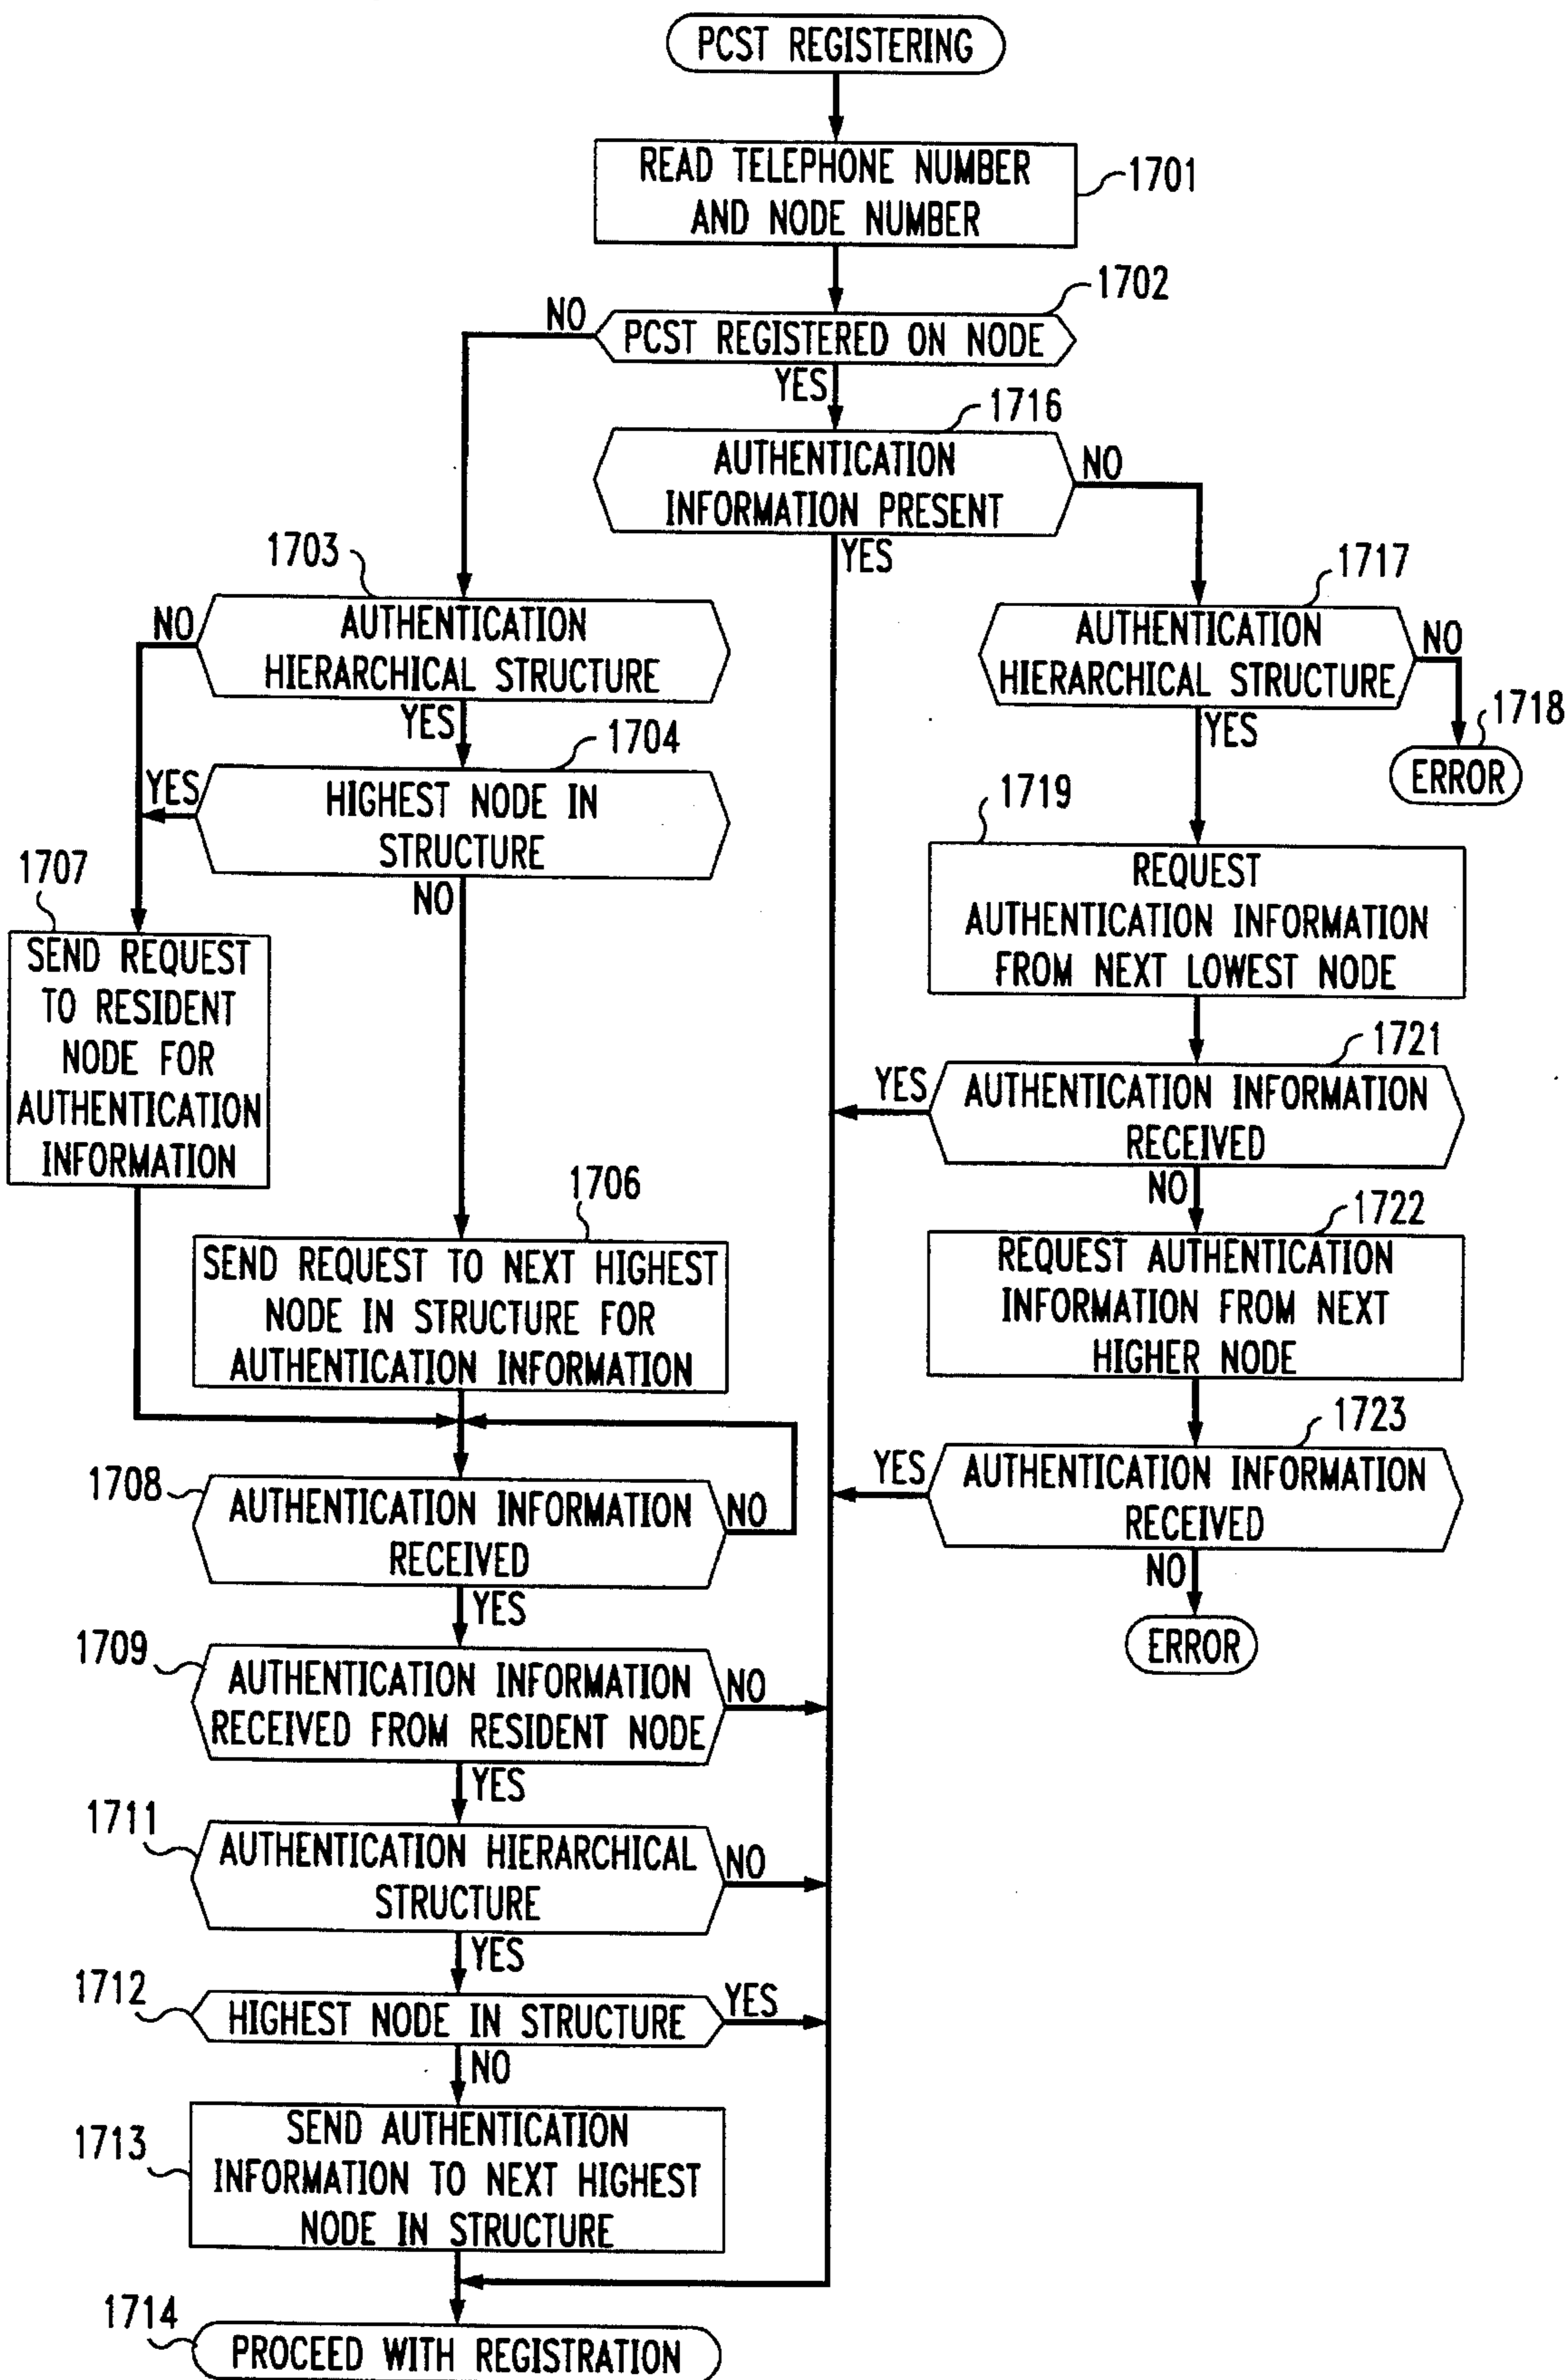 PCST REGISTERING
READ TELEPHONE NUMBER
AND NODE NUMBER
1701
1702
NO
PCST REGISTERED ON NODE
YES
1716
AUTHENTICATION
INFORMATION PRESENT
NO
YES
1703
NO
AUTHENTICATION
HIERARCHICAL STRUCTURE
YES
1717
AUTHENTICATION
HIERARCHICAL STRUCTURE
NO
YES
1718
ERROR
1704
YES
HIGHEST NODE IN
STRUCTURE
NO
1719
REQUEST
AUTHENTICATION INFORMATION
FROM NEXT LOWEST NODE
1707
SEND REQUEST
TO RESIDENT
NODE FOR
AUTHENTICATION
INFORMATION
1721
YES
AUTHENTICATION INFORMATION
RECEIVED
NO
1706
SEND REQUEST TO NEXT HIGHEST
NODE IN STRUCTURE FOR
AUTHENTICATION INFORMATION
1722
REQUEST AUTHENTICATION
INFORMATION FROM NEXT
HIGHER NODE
1723
YES
AUTHENTICATION INFORMATION
RECEIVED
NO
ERROR
1708
AUTHENTICATION INFORMATION
RECEIVED
NO
YES
1709
AUTHENTICATION INFORMATION
RECEIVED FROM RESIDENT NODE
NO
YES
1711
AUTHENTICATION HIERARCHICAL
STRUCTURE
NO
YES
1712
HIGHEST NODE IN STRUCTURE
YES
NO
1713
SEND AUTHENTICATION
INFORMATION TO NEXT HIGHEST
NODE IN STRUCTURE
1714
PROCEED WITH REGISTRATION